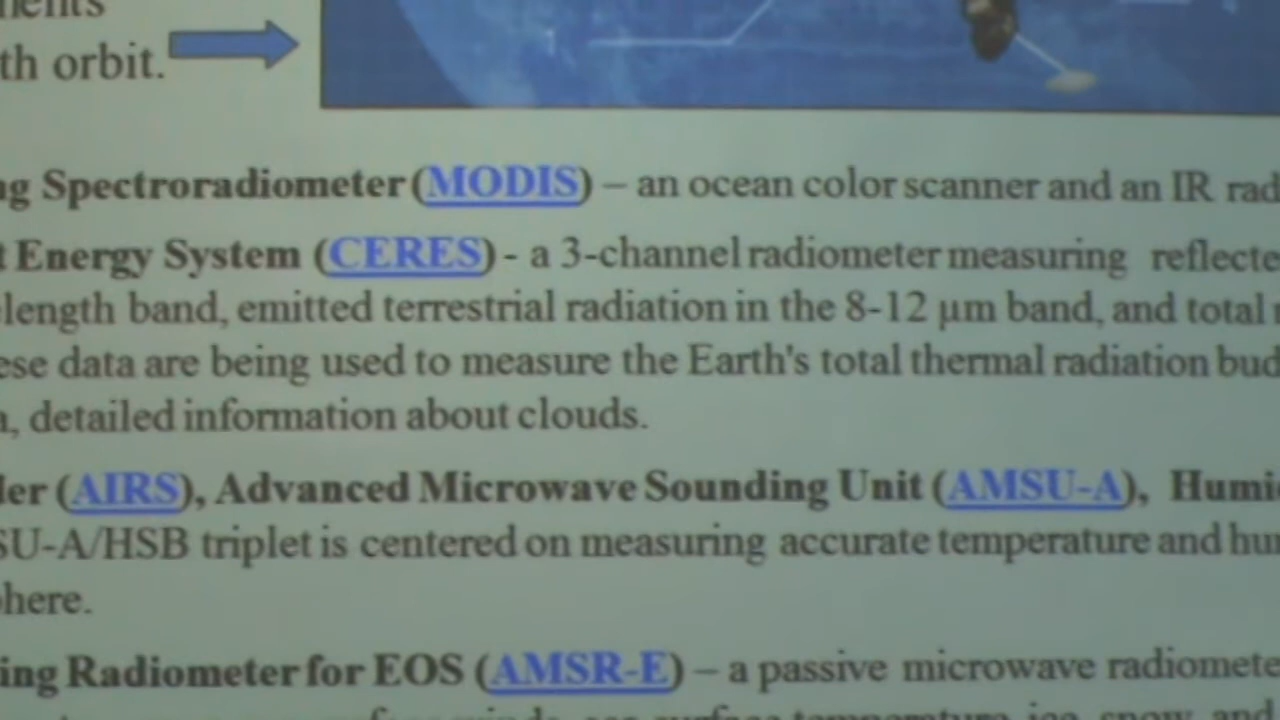 th orbit.
Spectroradiometer (MODIS) – an ocean color scanner and an IR rad
t Energy System (CERES) - a 3-channel radiometer measuring reflecte
length band, emitted terrestrial radiation in the 8-12 µm band, and total
ese data are being used to measure the Earth's total thermal radiation bud
, detailed information about clouds.
ler (AIRS), Advanced Microwave Sounding Unit (AMSU-A), Humi
SU-A/HSB triplet is centered on measuring accurate temperature and hu
here.
ing Radiometer for EOS (AMSR-E) – a passive microwave radiomete